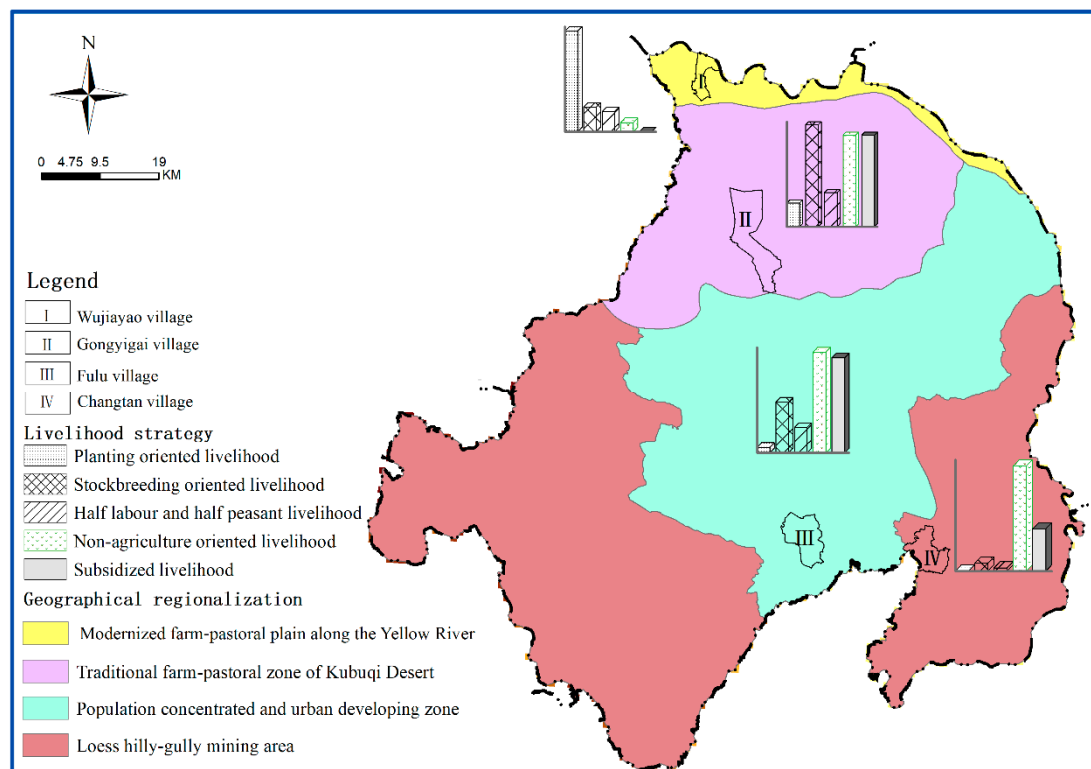 N
0 4.75 9.5 19
KM
I
II
III
IV
Legend
I Wujiayao village
II Gongyigai village
III Fulu village
IV Changtan village
Livelihood strategy
Planting oriented livelihood
Stockbreeding oriented livelihood
Half labour and half peasant livelihood
Non-agriculture oriented livelihood
Subsidized livelihood
Geographical regionalization
Modernized farm-pastoral plain along the Yellow River
Traditional farm-pastoral zone of Kubuqi Desert
Population concentrated and urban developing zone
Loess hilly-gully mining area